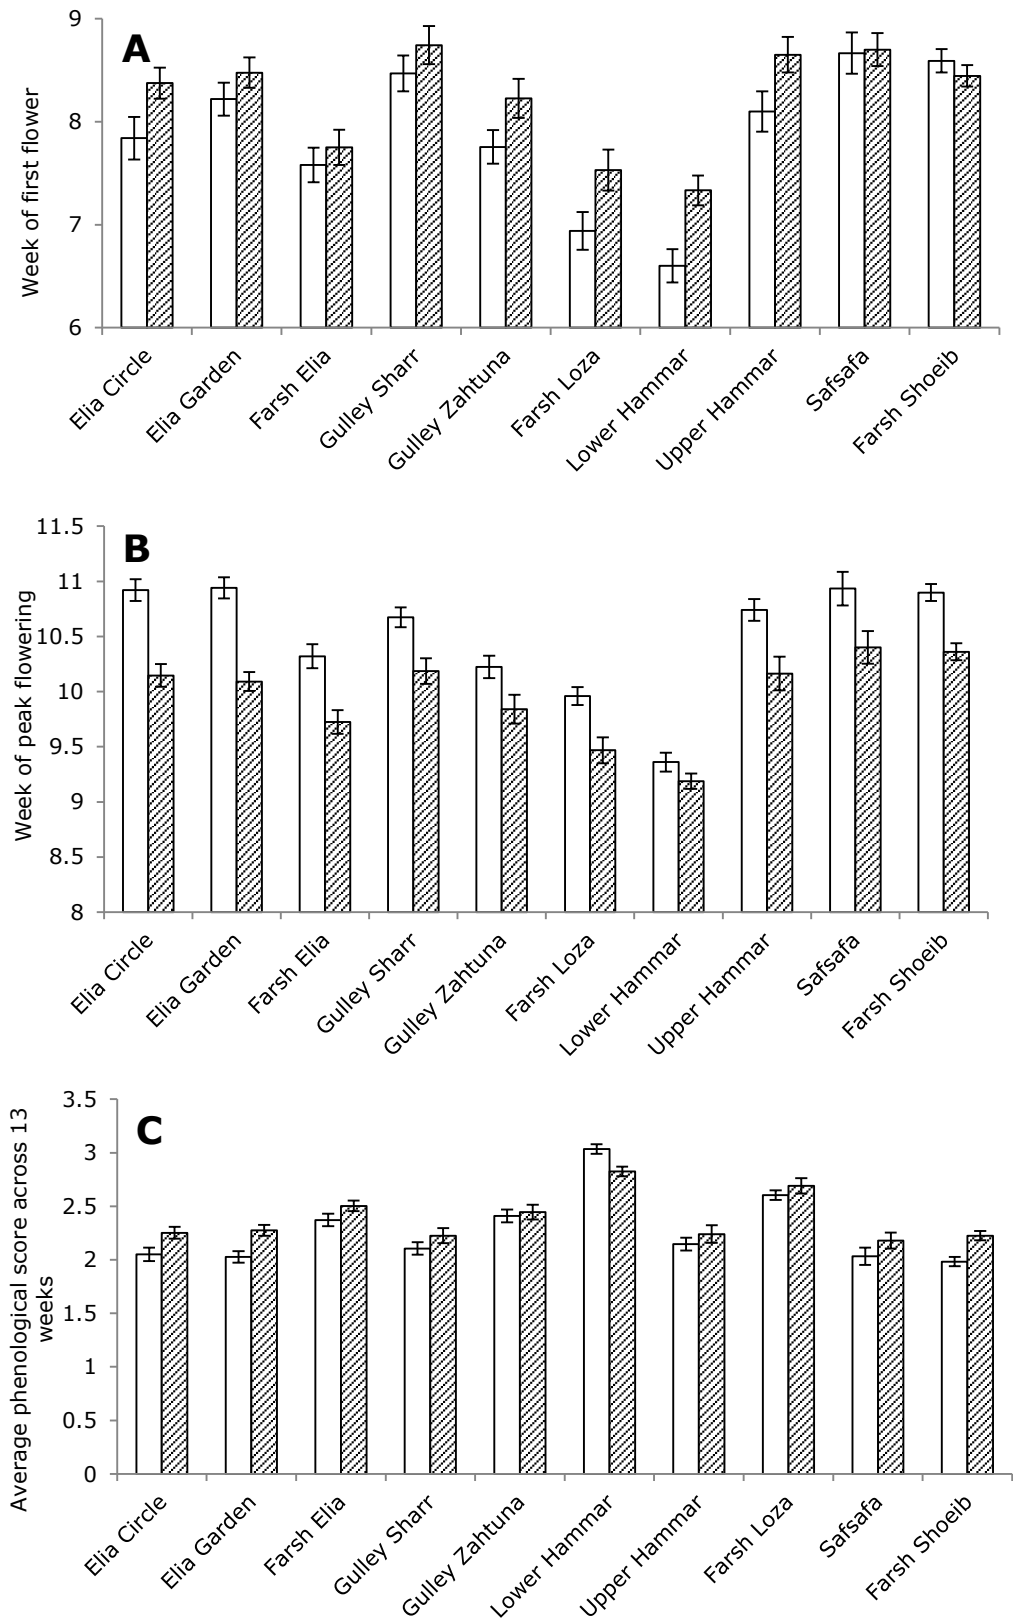 A
Week of first flower
9
8
7
6
Elia Circle
Elia Garden
Farsh Elia
Gulley Sharr
Gulley Zahtuna
Farsh Loza
Lower Hammar
Upper Hammar
Safsafa
Farsh Shoeib
B
Week of peak flowering
11.5
11
10.5
10
9.5
9
8.5
8
Elia Circle
Elia Garden
Farsh Elia
Gulley Sharr
Gulley Zahtuna
Farsh Loza
Lower Hammar
Upper Hammar
Safsafa
Farsh Shoeib
C
Average phenological score across 13
weeks
3.5
3
2.5
2
1.5
1
0.5
0
Elia Circle
Elia Garden
Farsh Elia
Gulley Sharr
Gulley Zahtuna
Lower Hammar
Upper Hammar
Farsh Loza
Safsafa
Farsh Shoeib